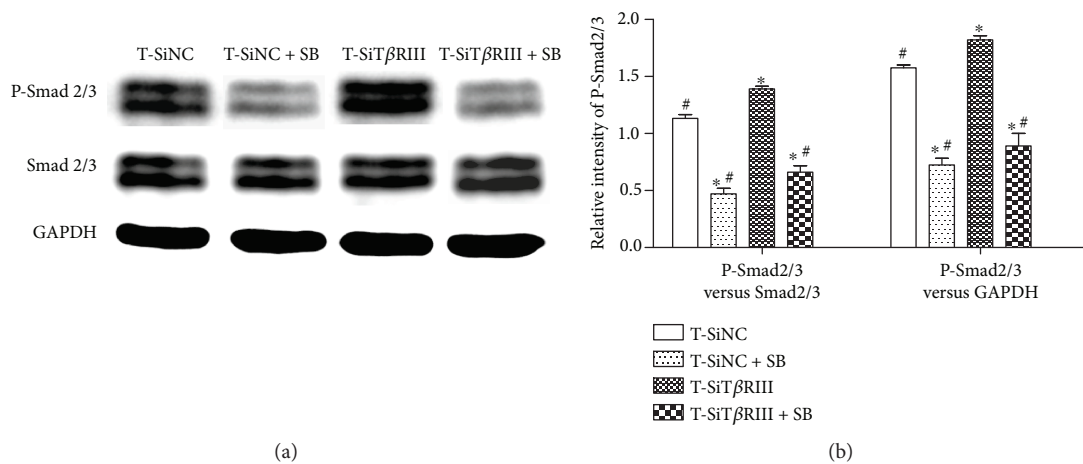 T-SiNC T-SiNC + SB T-SiTβRIII T-SiTβRIII + SB
P-Smad 2/3
Smad 2/3
GAPDH
(a)
Relative intensity of P-Smad2/3
2.0
1.5
1.0
0.5
0.0
# * # * * # # * # * * #
P-Smad2/3
versus Smad2/3
P-Smad2/3
versus GAPDH
T-SiNC
T-SiNC + SB
T-SiTβRIII
T-SiTβRIII + SB
(b)